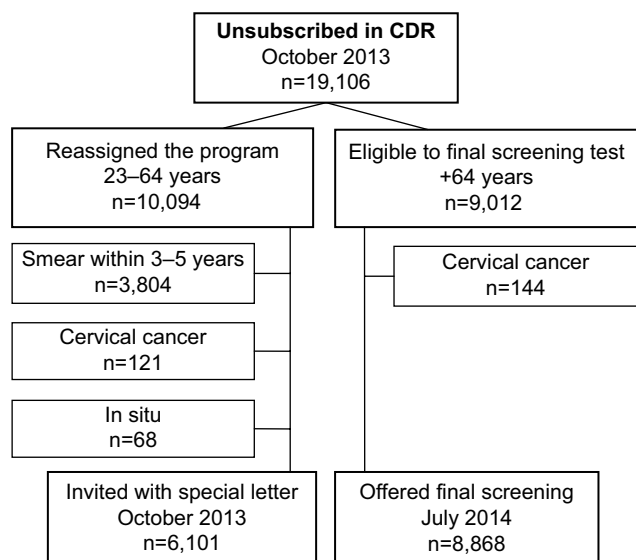 Unsubscribed in CDR
October 2013
n=19,106
Reassigned the program
23–64 years
n=10,094
Eligible to final screening test
+64 years
n=9,012
Smear within 3–5 years
n=3,804
Cervical cancer
n=144
Cervical cancer
n=121
In situ
n=68
Invited with special letter
October 2013
n=6,101
Offered final screening
July 2014
n=8,868